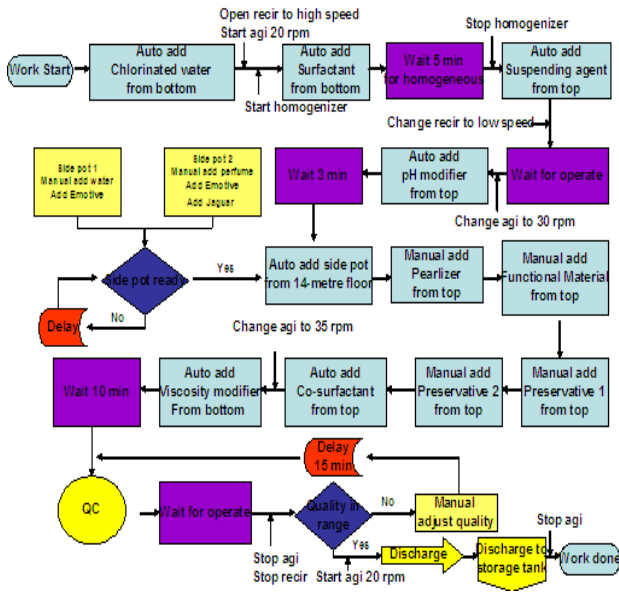 Open recir to high speed
Start agi 20 rpm
Stop homogenizer
Work Start
Auto add
Chlorinated water
from bottom
Start homogenizer
Auto add
Surfactant
from bottom
Wait 5 min
for homogeneous
Auto add
Suspending agent
from top
Change recir to low speed
Side pot 1
Manual add water
Add Emotive
Side pot 2
Manual add perfume
Add Emotive
Add Jaguar
Wait 3 min
Auto add
pH modifier
from top
Wait for operate
Change agi to 30 rpm
Side pot ready
Yes
No
Delay
Auto add side pot
from 14-metre floor
Manual add
Pearlizer
from top
Manual add
Functional Material
from top
Change agi to 35 rpm
Wait 10 min
Auto add
Viscosity modifier
From bottom
Auto add
Co-surfactant
from top
Manual add
Preservative 2
from top
Manual add
Preservative 1
from top
Delay
15 min
QC
Wait for operate
Stop agi
Stop recir
Quality in
range
No
Manual
adjust quality
Yes
Start agi 20 rpm
Discharge
Discharge to
storage tank
Stop agi
Work done